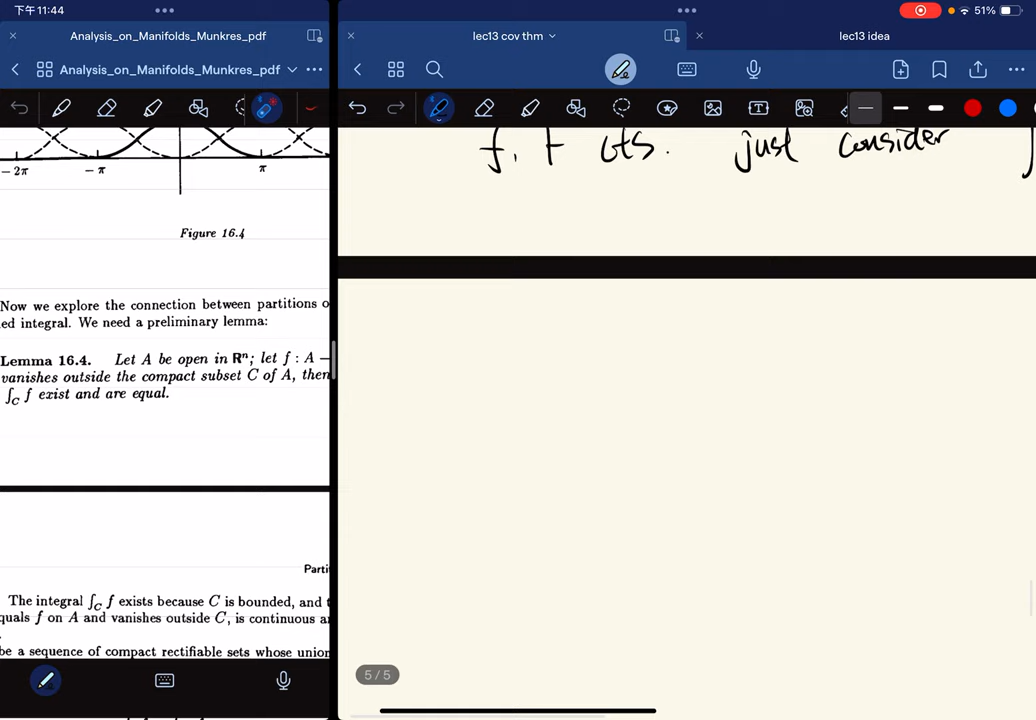 下午11:44
51%
Analysis_on_Manifolds_Munkres_pdf
lec13 cov thm
lec13 idea
Analysis_on_Manifolds_Munkres_pdf
− 2π
− π
π
Figure 16.4
Now we explore the connection between partitions o
ed integral. We need a preliminary lemma:
Lemma 16.4. Let A be open in Rⁿ; let f : A −
vanishes outside the compact subset C of A, then
∫_C f exist and are equal.
Parti
The integral ∫_C f exists because C is bounded, and
quals f on A and vanishes outside C, is continuous a
be a sequence of compact rectifiable sets whose union
cts. just consider
5 / 5